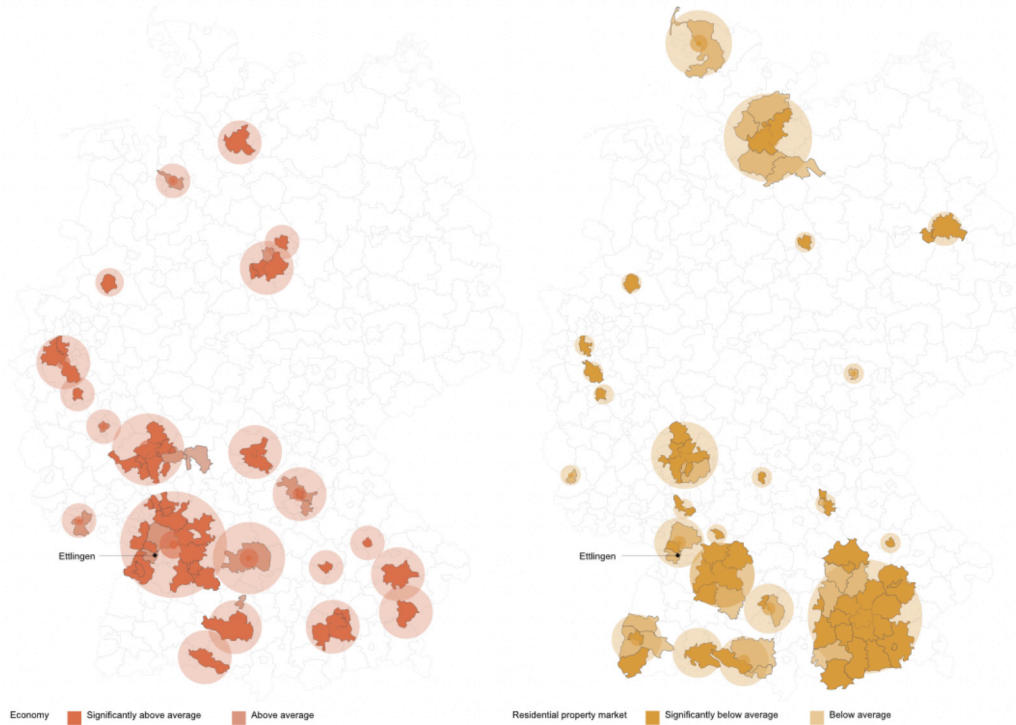 Ettlingen
Ettlingen
Economy Significantly above average Above average
Residential property market Significantly below average Below average